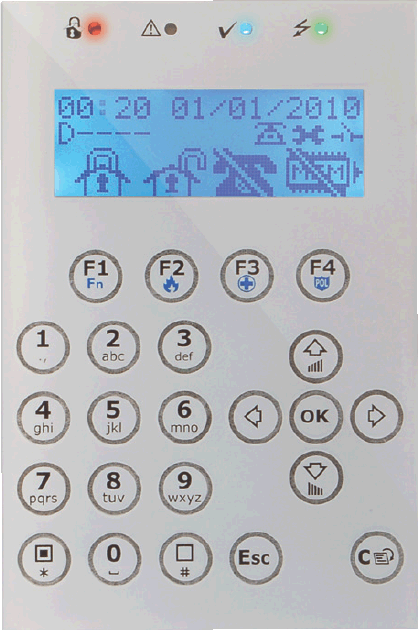 00:20 01/01/2010
D----
MEM
F1 F2 F3 F4
Fn POL
1 2 3
., abc def
4 5 6 OK
ghi jkl mno
7 8 9
pqrs tuv wxyz
0 Esc C
* #